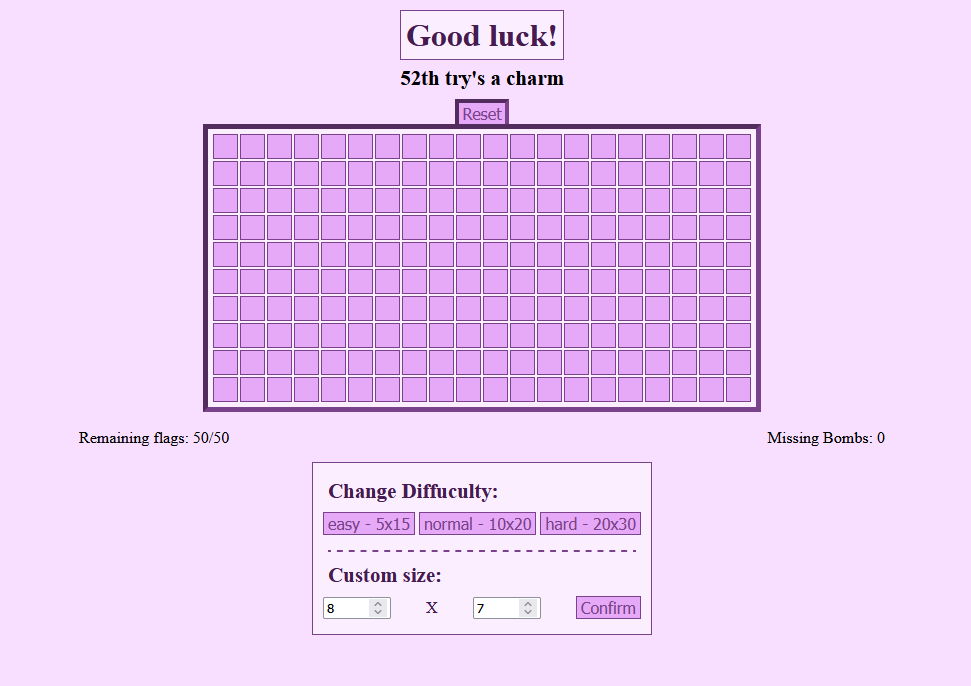 Good luck!
52th try's a charm
Reset
Remaining flags: 50/50
Missing Bombs: 0
Change Diffuculty:
easy - 5x15
normal - 10x20
hard - 20x30
Custom size:
8 X 7 Confirm